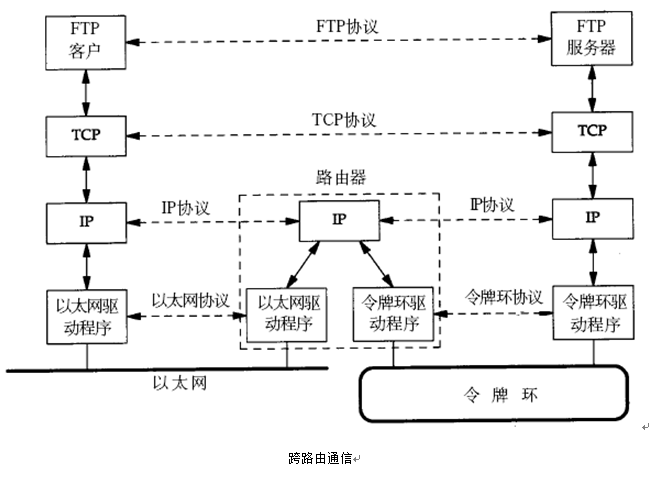 FTP
客户
FTP协议
FTP
服务器
TCP
TCP协议
TCP
路由器
IP
IP协议
IP
IP协议
IP
以太网驱
动程序
以太网协议
以太网驱
动程序
令牌环驱
动程序
令牌环协议
令牌环驱
动程序
以太网
令牌环
跨路由通信